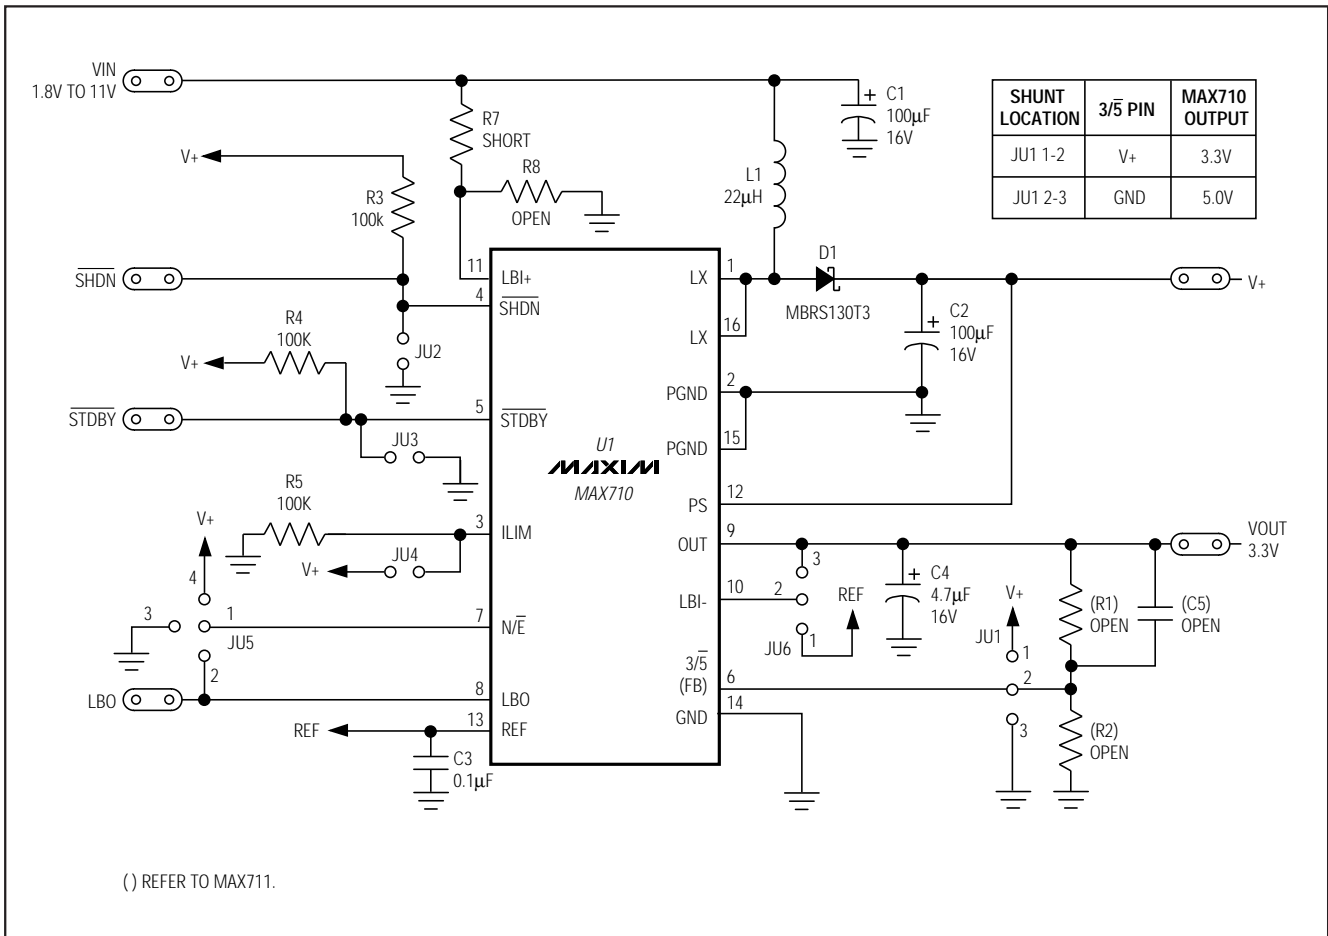 VIN
1.8V TO 11V
R7
SHORT
C1
+
100µF
16V
SHUNT LOCATION
3/5̅ PIN
MAX710 OUTPUT
JU1 1-2
V+
3.3V
JU1 2-3
GND
5.0V
V+
R3
100k
R8
OPEN
L1
22µH
S̅H̅D̅N̅
11
LBI+
4
S̅H̅D̅N̅
JU2
LX
1
D1
MBRS130T3
V+
LX
16
C2
+
100µF
16V
R4
100K
V+
S̅T̅D̅B̅Y̅
5
S̅T̅D̅B̅Y̅
JU3
PGND
2
PGND
15
U1
MAXIM
MAX710
PS
12
R5
100K
3
ILIM
JU4
V+
OUT
9
VOUT
3.3V
V+
4
3
1
JU5
2
7
N/E̅
LBI-
10
3
2
1
JU6
REF
C4
+
4.7µF
16V
V+
JU1
1
2
3
(R1)
OPEN
(C5)
OPEN
3/5̅
(FB)
6
LBO
8
LBO
GND
14
(R2)
OPEN
REF
13
REF
C3
0.1µF
( ) REFER TO MAX711.